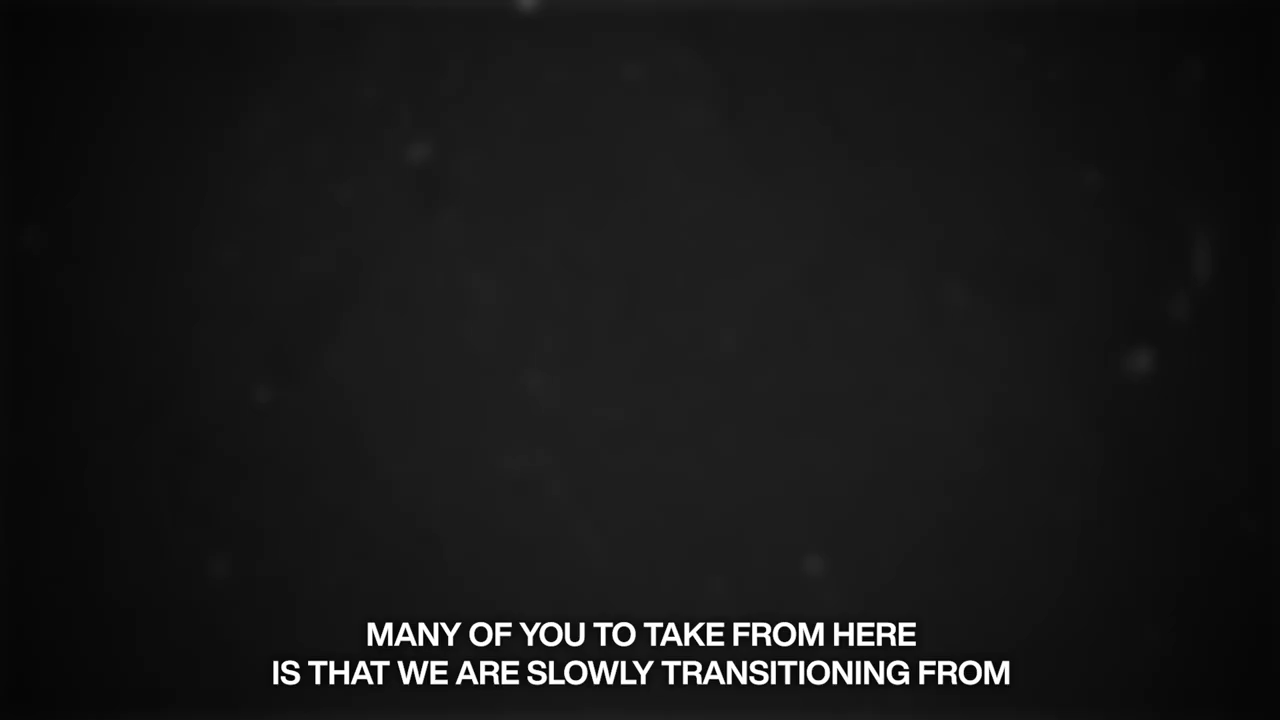 MANY OF YOU TO TAKE FROM HERE
IS THAT WE ARE SLOWLY TRANSITIONING FROM